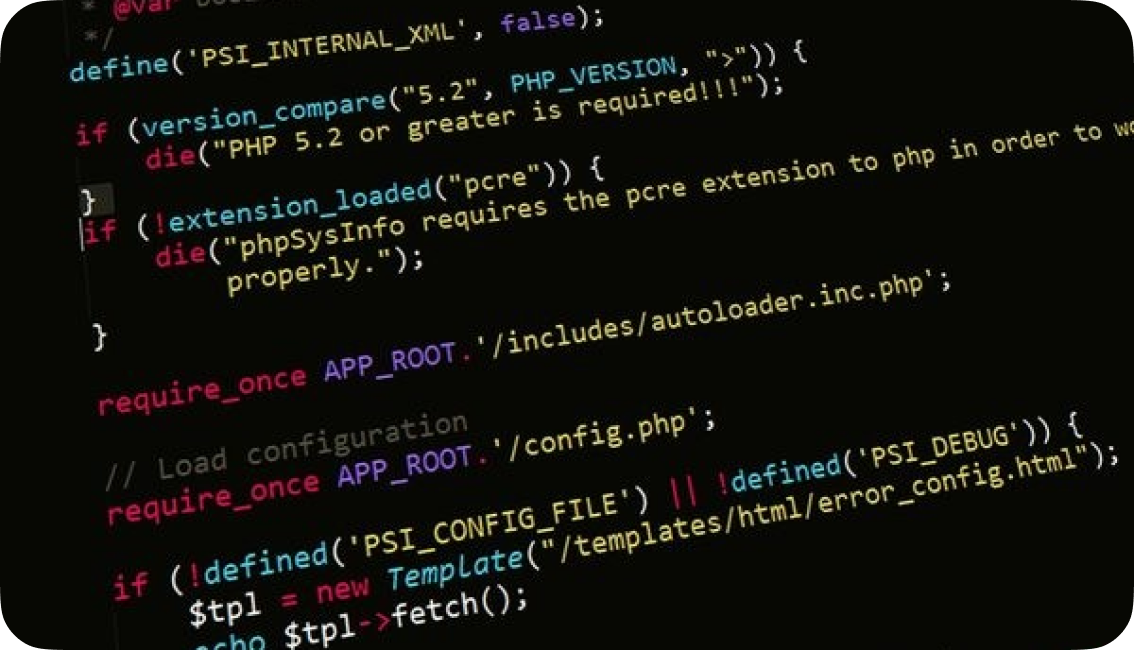 * @var
*/
define('PSI_INTERNAL_XML', false);
if (version_compare("5.2", PHP_VERSION, ">")) {
die("PHP 5.2 or greater is required!!!");
}
if (!extension_loaded("pcre")) {
die("phpSysInfo requires the pcre extension to php in order to
properly.");
}
require_once APP_ROOT.'/includes/autoloader.inc.php';
// Load configuration
require_once APP_ROOT.'/config.php';
if (!defined('PSI_CONFIG_FILE') || !defined('PSI_DEBUG')) {
$tpl = new Template("/templates/html/error_config.html");
echo $tpl->fetch();